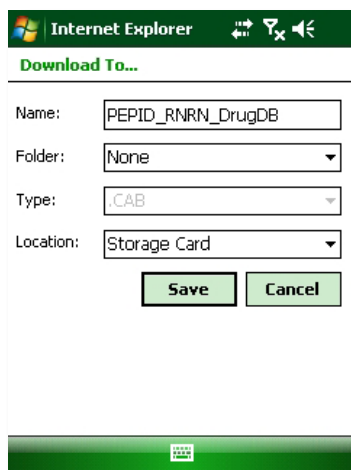 Internet Explorer
Download To...
Name: PEPID_RNRN_DrugDB
Folder: None
Type: .CAB
Location: Storage Card
Save Cancel